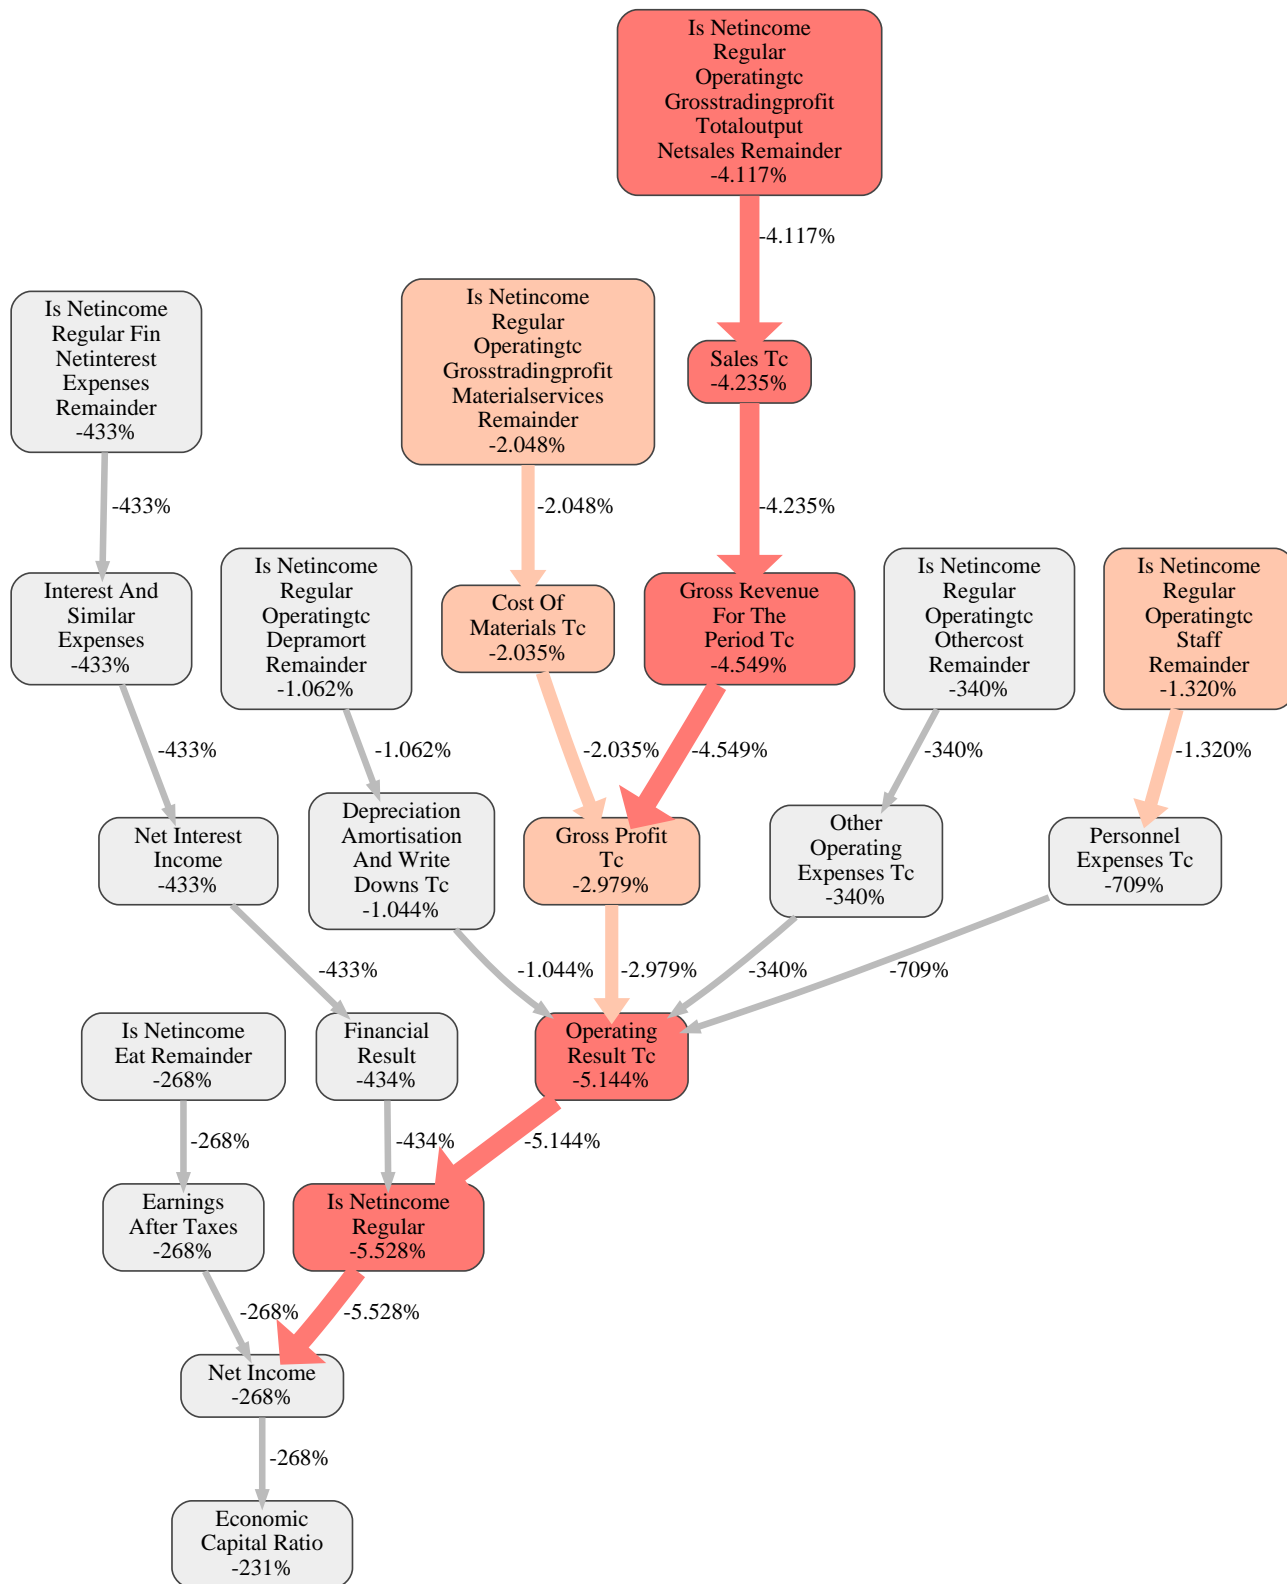 Is Netincome
Regular
Operatingtc
Grosstradingprofit
Totaloutput
Netsales Remainder
-4.117%
-4.117%
Is Netincome
Regular Fin
Netinterest
Expenses
Remainder
-433%
Is Netincome
Regular
Operatingtc
Grosstradingprofit
Materialservices
Remainder
-2.048%
Sales Tc
-4.235%
-433%
-2.048%
-4.235%
Interest And
Similar
Expenses
-433%
Is Netincome
Regular
Operatingtc
Depramort
Remainder
-1.062%
Cost Of
Materials Tc
-2.035%
Gross Revenue
For The
Period Tc
-4.549%
Is Netincome
Regular
Operatingtc
Othercost
Remainder
-340%
Is Netincome
Regular
Operatingtc
Staff
Remainder
-1.320%
-433%
-1.062%
-2.035%
-4.549%
-340%
-1.320%
Net Interest
Income
-433%
Depreciation
Amortisation
And Write
Downs Tc
-1.044%
Gross Profit
Tc
-2.979%
Other
Operating
Expenses Tc
-340%
Personnel
Expenses Tc
-709%
-433%
-1.044%
-2.979%
-340%
-709%
Is Netincome
Eat Remainder
-268%
Financial
Result
-434%
Operating
Result Tc
-5.144%
-268%
-434%
-5.144%
Earnings
After Taxes
-268%
Is Netincome
Regular
-5.528%
-268%
-5.528%
Net Income
-268%
-268%
Economic
Capital Ratio
-231%